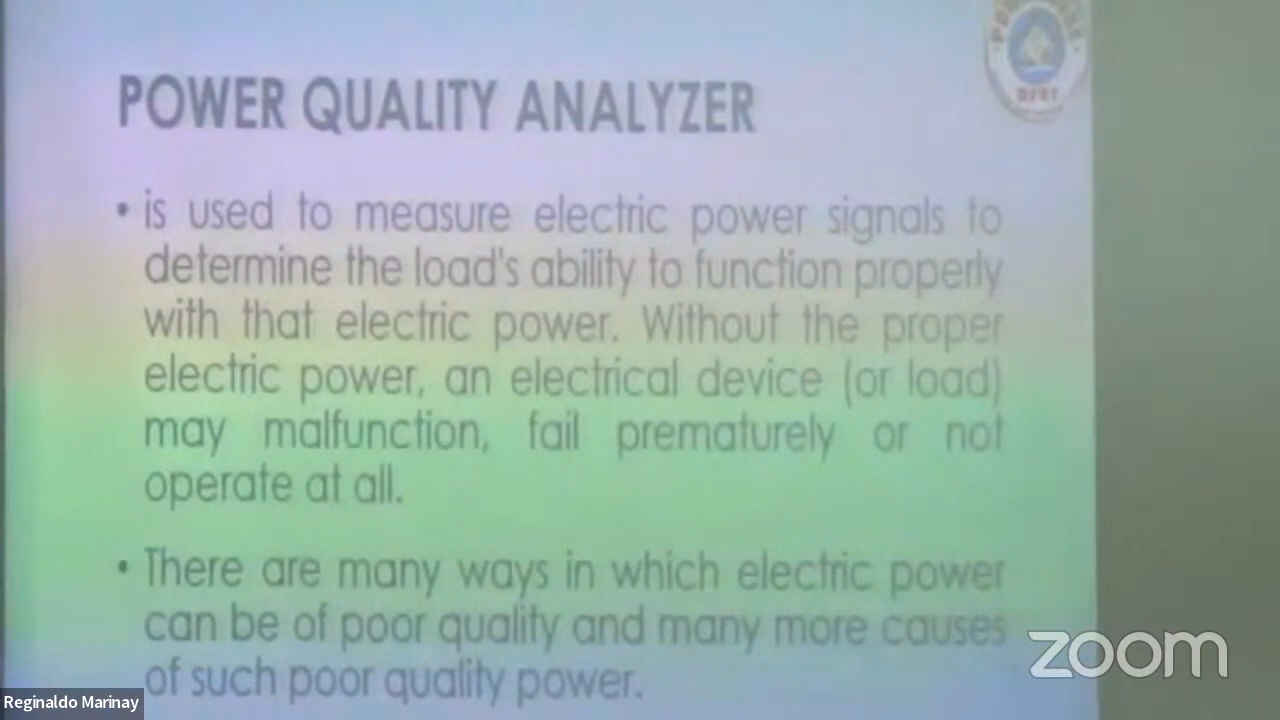 POWER QUALITY ANALYZER
• is used to measure electric power signals to
determine the load's ability to function properly
with that electric power. Without the proper
electric power, an electrical device (or load)
may malfunction, fail prematurely or not
operate at all.
• There are many ways in which electric power
can be of poor quality and many more causes
of such poor quality power.
zoom
Reginaldo Marinay